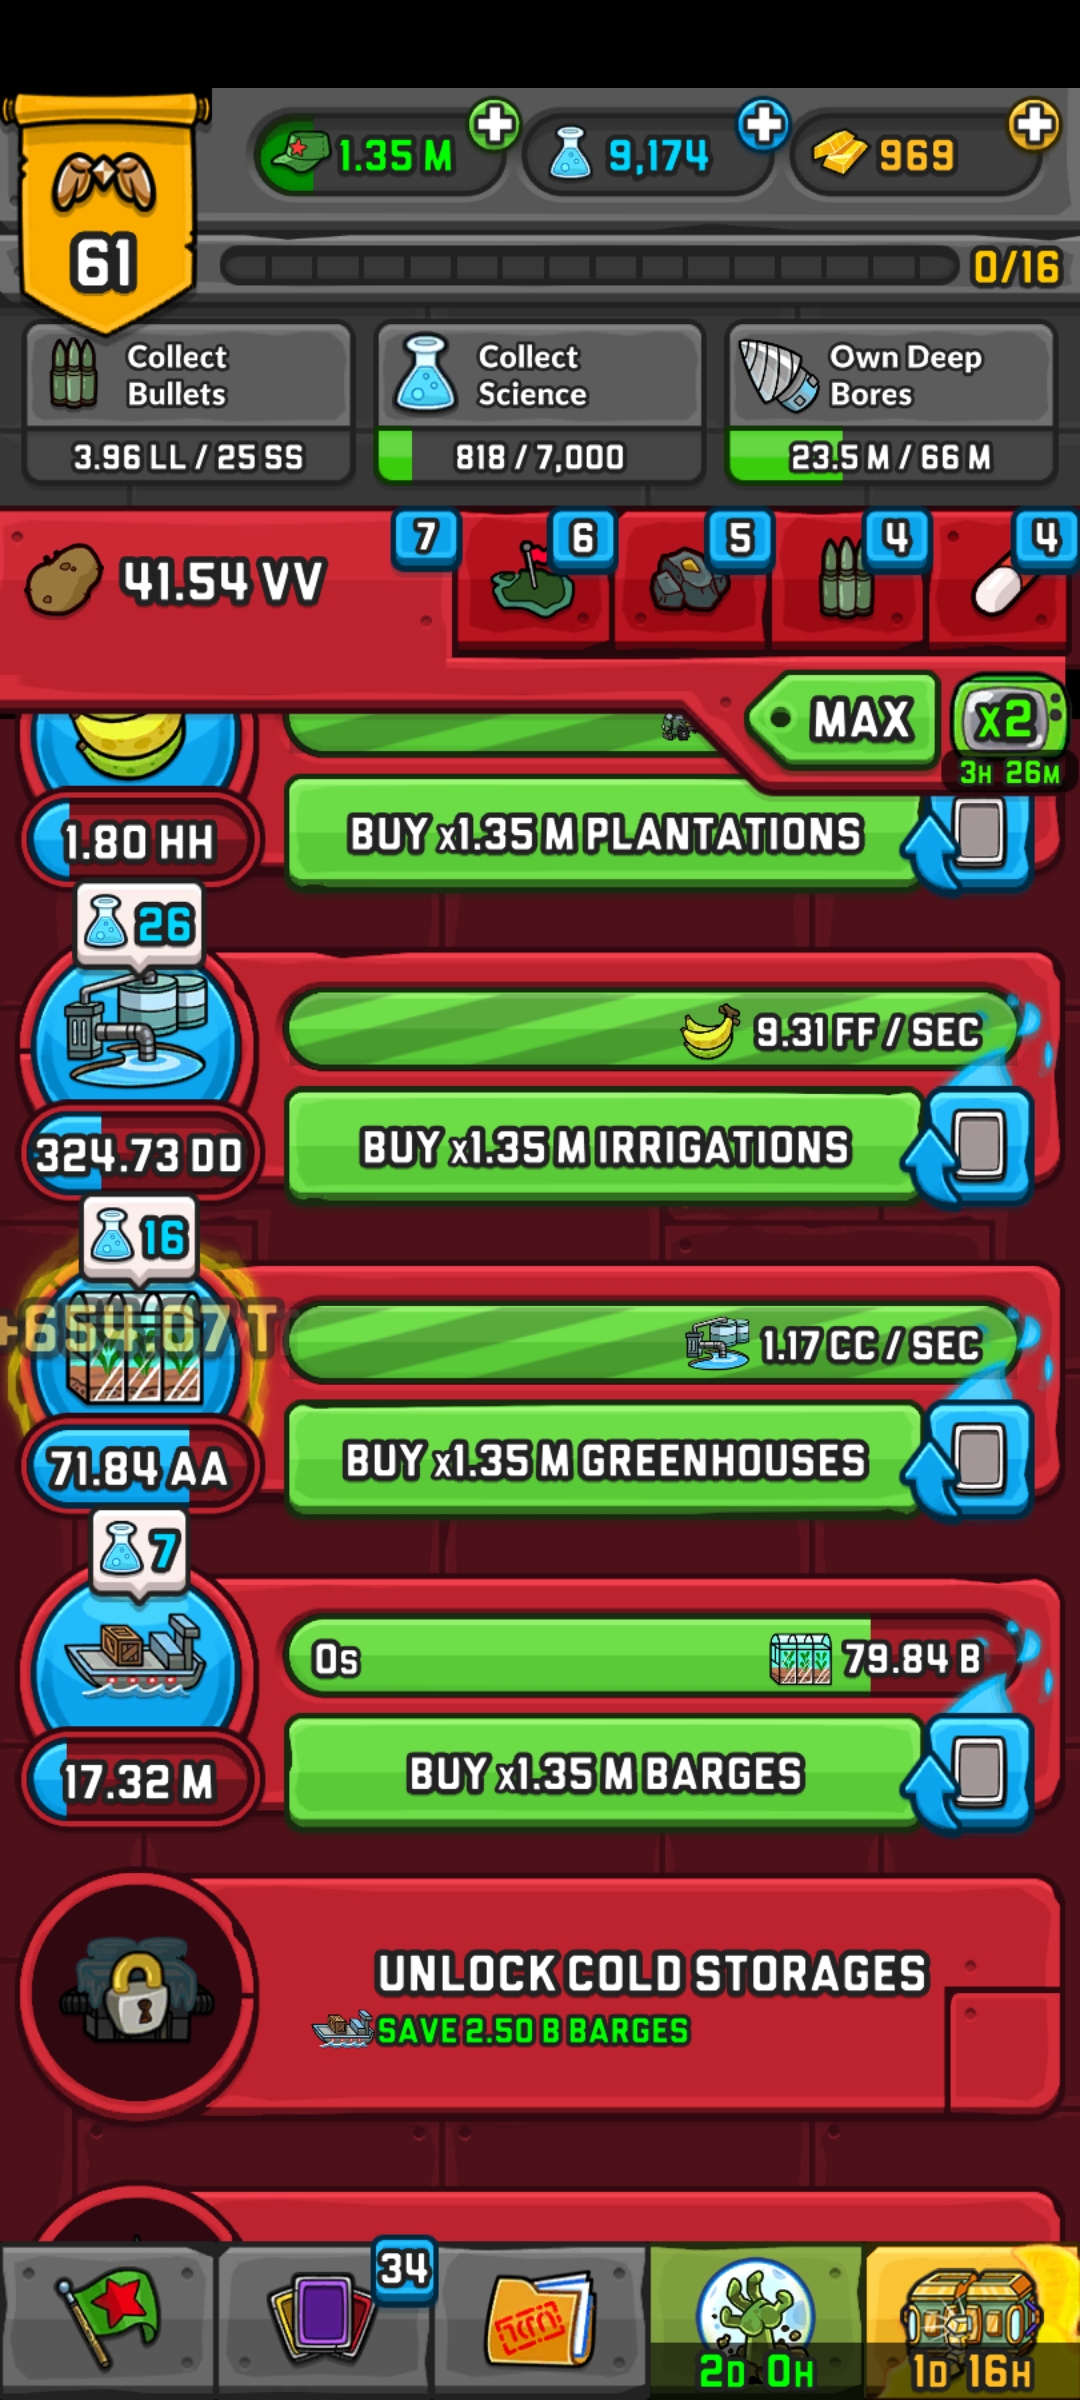 61
1.35 M
9,174
969
0/16
Collect
Bullets
3.96 LL / 25 SS
Collect
Science
818 / 7,000
Own Deep
Bores
23.5 M / 66 M
41.54 VV
7
6
5
4
4
MAX
x2
3H 26M
1.80 HH
BUY x1.35 M PLANTATIONS
26
9.31 FF / SEC
324.73 DD
BUY x1.35 M IRRIGATIONS
16
+654.07 T
1.17 CC / SEC
71.84 AA
BUY x1.35 M GREENHOUSES
7
0s
79.84 B
17.32 M
BUY x1.35 M BARGES
UNLOCK COLD STORAGES
SAVE 2.50 B BARGES
34
2D 0H
1D 16H